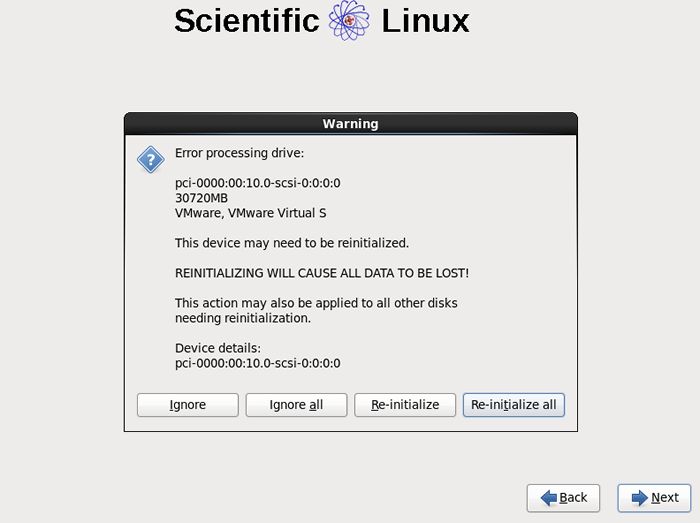 Scientific Linux
Warning
Error processing drive:
pci-0000:00:10.0-scsi-0:0:0:0
30720MB
VMware, VMware Virtual S
This device may need to be reinitialized.
REINITIALIZING WILL CAUSE ALL DATA TO BE LOST!
This action may also be applied to all other disks
needing reinitialization.
Device details:
pci-0000:00:10.0-scsi-0:0:0:0
Ignore Ignore all Re-initialize Re-initialize all
Back Next